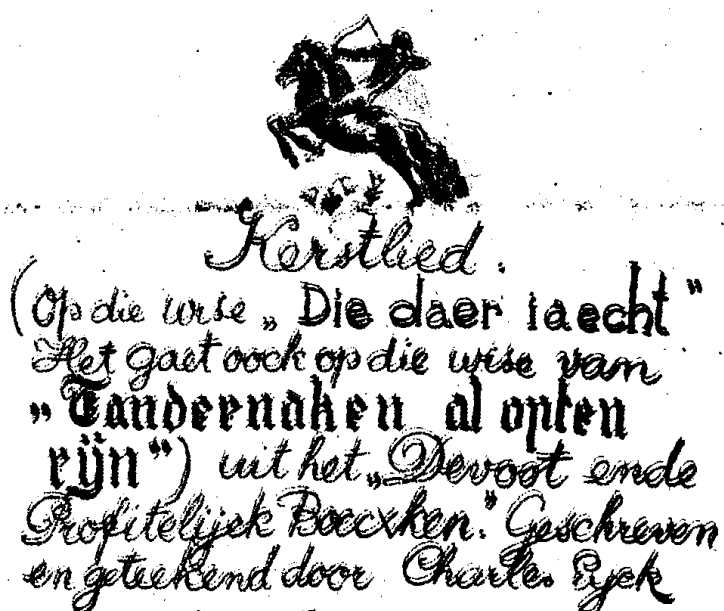 Kerstlied.
(Op die wise „Die daer iaecht"
Het gaet oock op die wise van
„Tandernaken al opten
rijn") uit het „Devoot ende
Profitelijck Boecxken." Geschreven
en geteekend door Charles Eyck